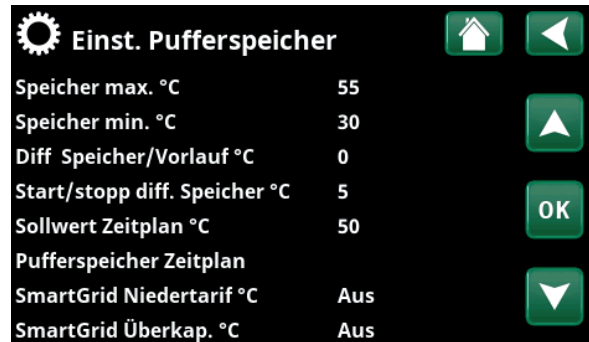 Einst. Pufferspeicher
Speicher max. °C 55
Speicher min. °C 30
Diff Speicher/Vorlauf °C 0
Start/stopp diff. Speicher °C 5
Sollwert Zeitplan °C 50
Pufferspeicher Zeitplan
SmartGrid Niedertarif °C Aus
SmartGrid Überkap. °C Aus
OK